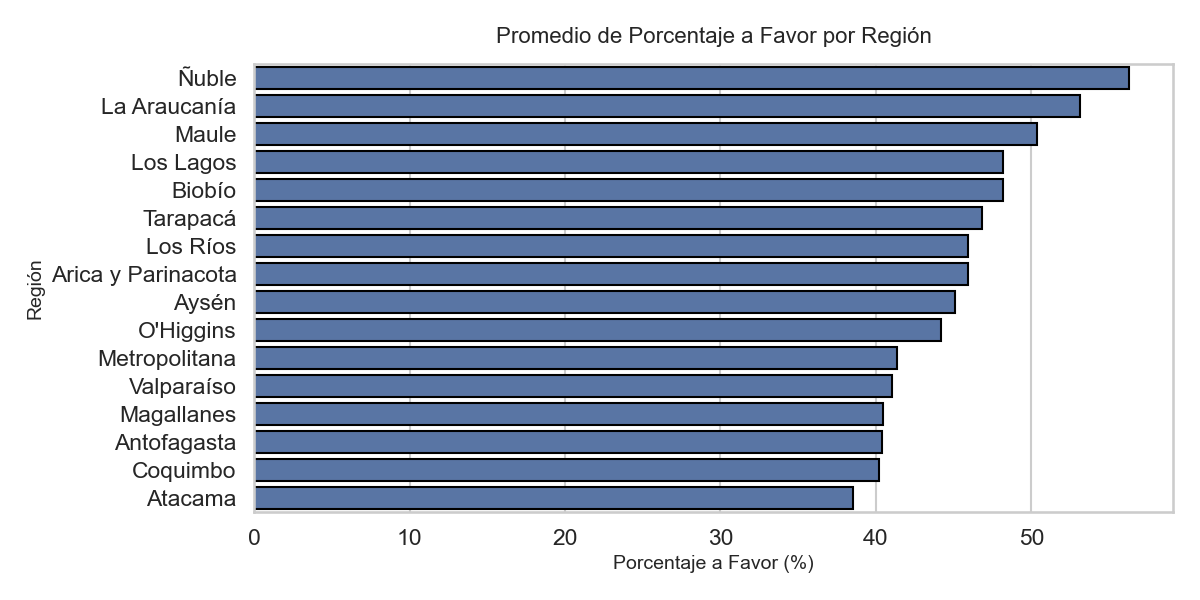 Promedio de Porcentaje a Favor por Región
Ñuble
La Araucanía
Maule
Los Lagos
Biobío
Tarapacá
Los Ríos
Arica y Parinacota
Aysén
O'Higgins
Metropolitana
Valparaíso
Magallanes
Antofagasta
Coquimbo
Atacama
Región
0 10 20 30 40 50
Porcentaje a Favor (%)